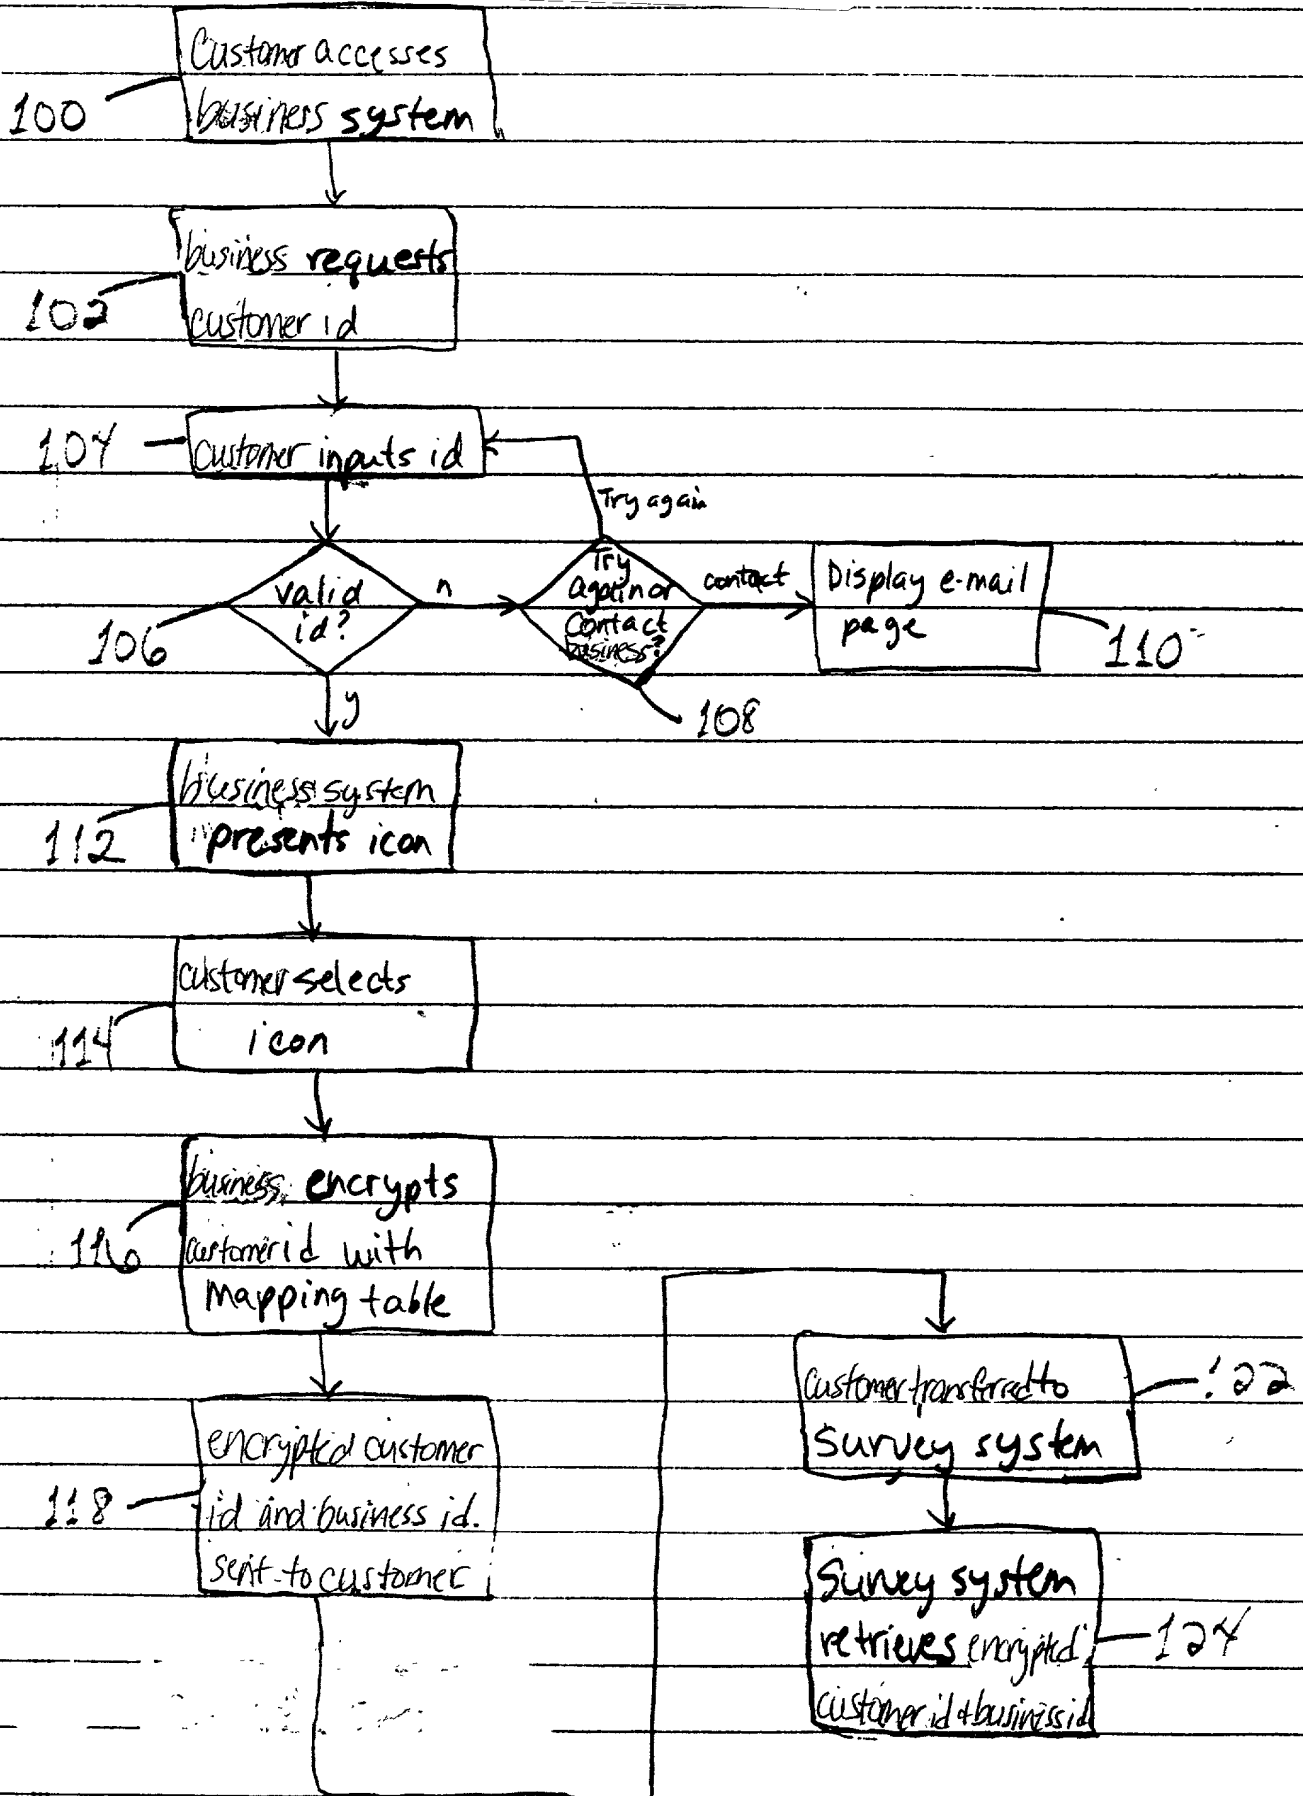 Customer accesses
business system
100
business requests
customer id
102
104
customer inputs id
Try again
valid
id?
n
106
Try
Again or
Contact
business?
contact
108
Display e-mail
page
110
y
business system
presents icon
112
customer selects
icon
114
business encrypts
customer id with
Mapping table
116
encrypted customer
id and business id.
sent to customer
118
customer transferred to
Survey system
122
Survey system
retrieves encrypted
customer id & business id
124